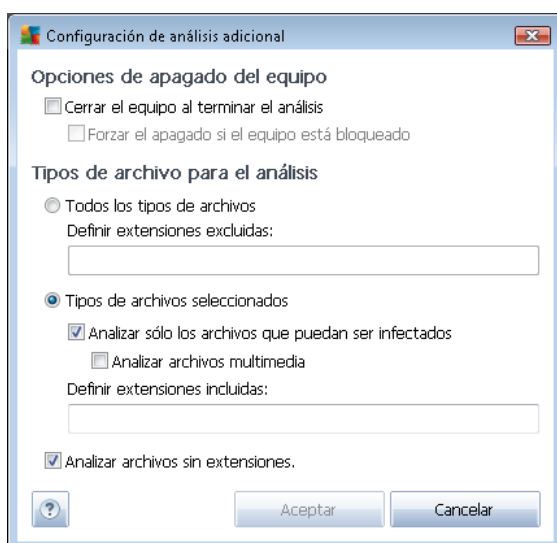 Configuración de análisis adicional
Opciones de apagado del equipo
Cerrar el equipo al terminar el análisis
Forzar el apagado si el equipo está bloqueado
Tipos de archivo para el análisis
Todos los tipos de archivos
Definir extensiones excluidas:
Tipos de archivos seleccionados
Analizar sólo los archivos que puedan ser infectados
Analizar archivos multimedia
Definir extensiones incluidas:
Analizar archivos sin extensiones.
? Aceptar Cancelar